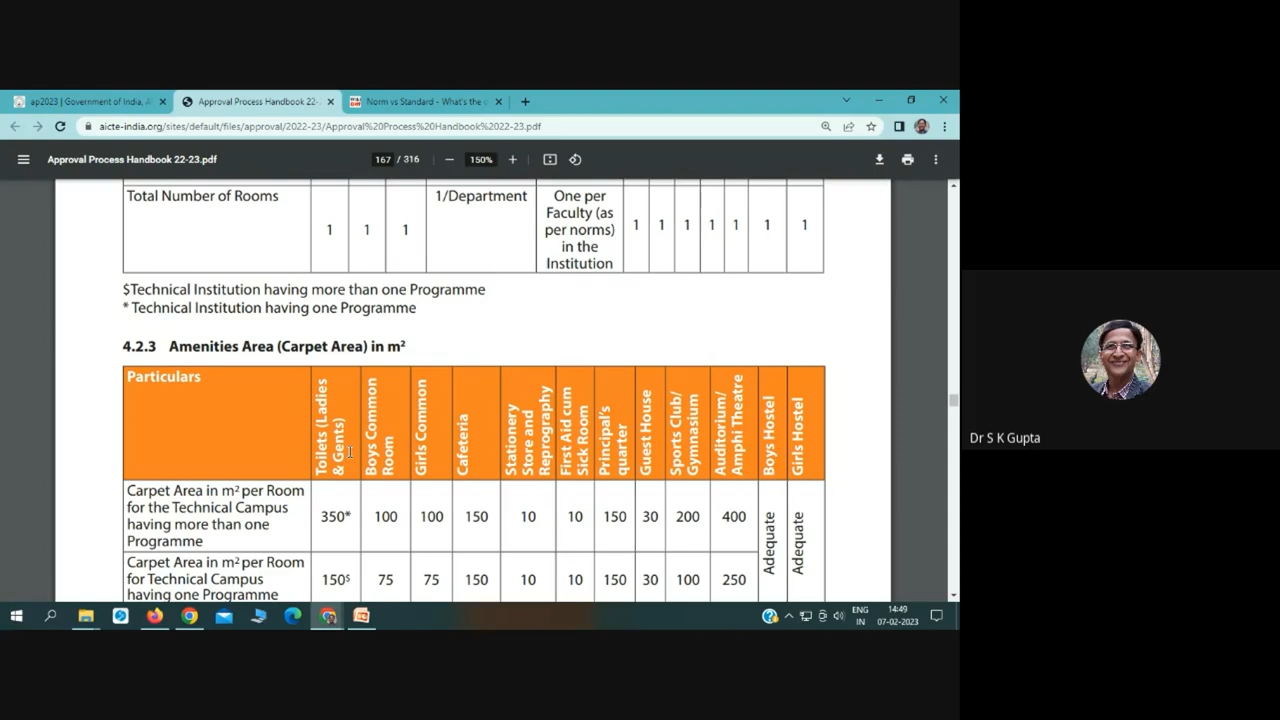 ap2023 | Government of India, A
Approval Process Handbook 22-
Norm vs Standard - What's the d
aicte-india.org/sites/default/files/approval/2022-23/Approval%20Process%20Handbook%2022-23.pdf
Approval Process Handbook 22-23.pdf
167 / 316
150%
Total Number of Rooms
1
1
1
1/Department
One per
Faculty (as
per norms)
in the
Institution
1
1
1
1
1
1
1
$Technical Institution having more than one Programme
* Technical Institution having one Programme
4.2.3 Amenities Area (Carpet Area) in m²
Particulars
Toilets (Ladies
& Gents)
Boys Common
Room
Girls Common
Cafeteria
Stationery
Store and
Reprography
First Aid cum
Sick Room
Principal's
quarter
Guest House
Sports Club/
Gymnasium
Auditorium/
Amphi Theatre
Boys Hostel
Girls Hostel
Carpet Area in m² per Room
for the Technical Campus
having more than one
Programme
350*
100
100
150
10
10
150
30
200
400
Adequate
Adequate
Carpet Area in m² per Room
for Technical Campus
having one Programme
150$
75
75
150
10
10
150
30
100
250
Dr S K Gupta
ENG
IN
14:49
07-02-2023